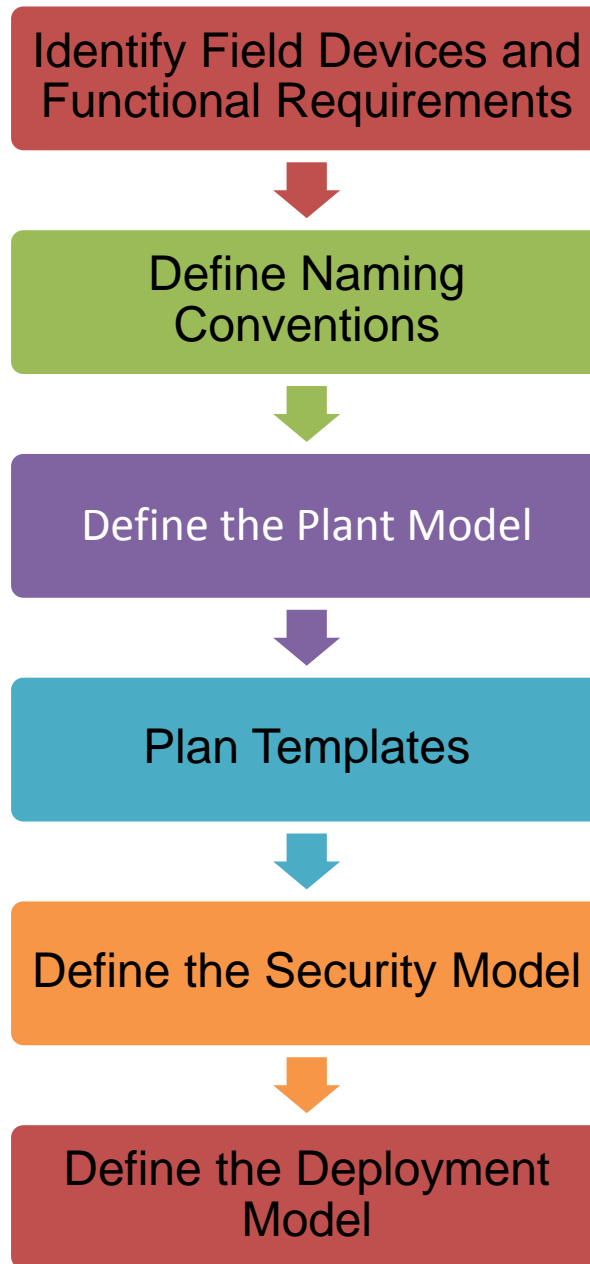 Identify Field Devices and
Functional Requirements
Define Naming
Conventions
Define the Plant Model
Plan Templates
Define the Security Model
Define the Deployment
Model